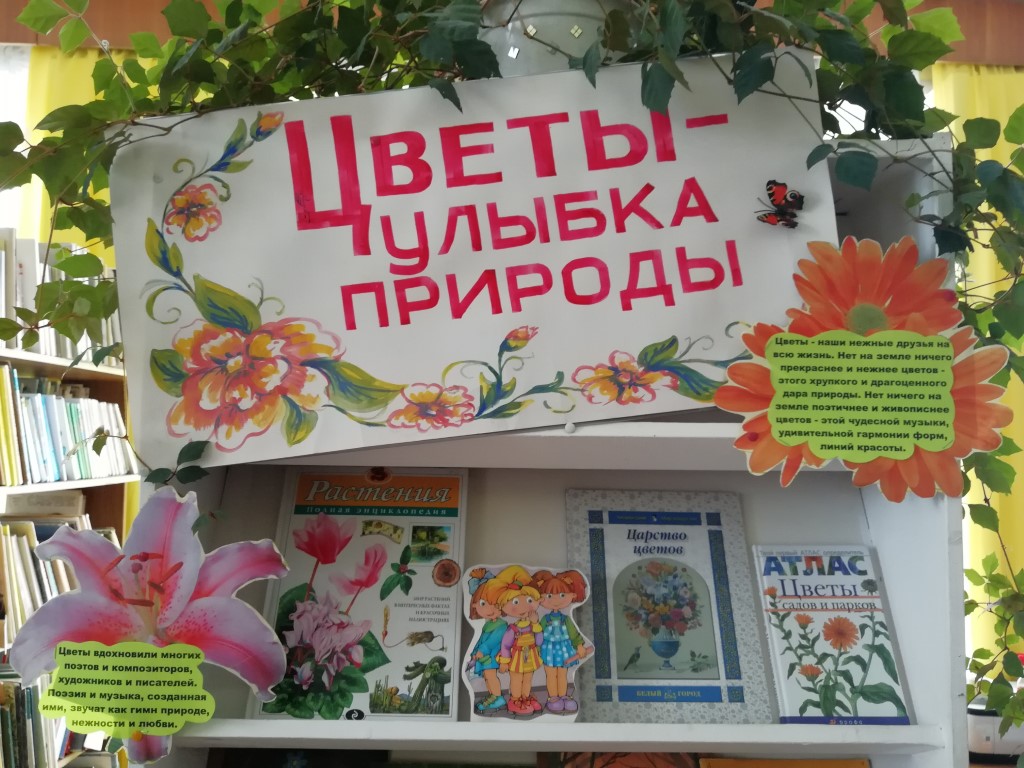 Цветы-
улыбка
природы
Цветы - наши нежные друзья на
всю жизнь. Нет на земле ничего
прекраснее и нежнее цветов -
этого хрупкого и драгоценного
дара природы. Нет ничего на
земле поэтичнее и живописнее
цветов - этой чудесной музыки,
удивительной гармонии форм,
линий красоты.
Цветы вдохновили многих
поэтов и композиторов,
художников и писателей.
Поэзия и музыка, созданная
ими, звучат как гимн природе,
нежности и любви.
Растения
Царство
цветов
БЕЛЫЙ ГОРОД
АТЛАС
Цветы
садов и парков